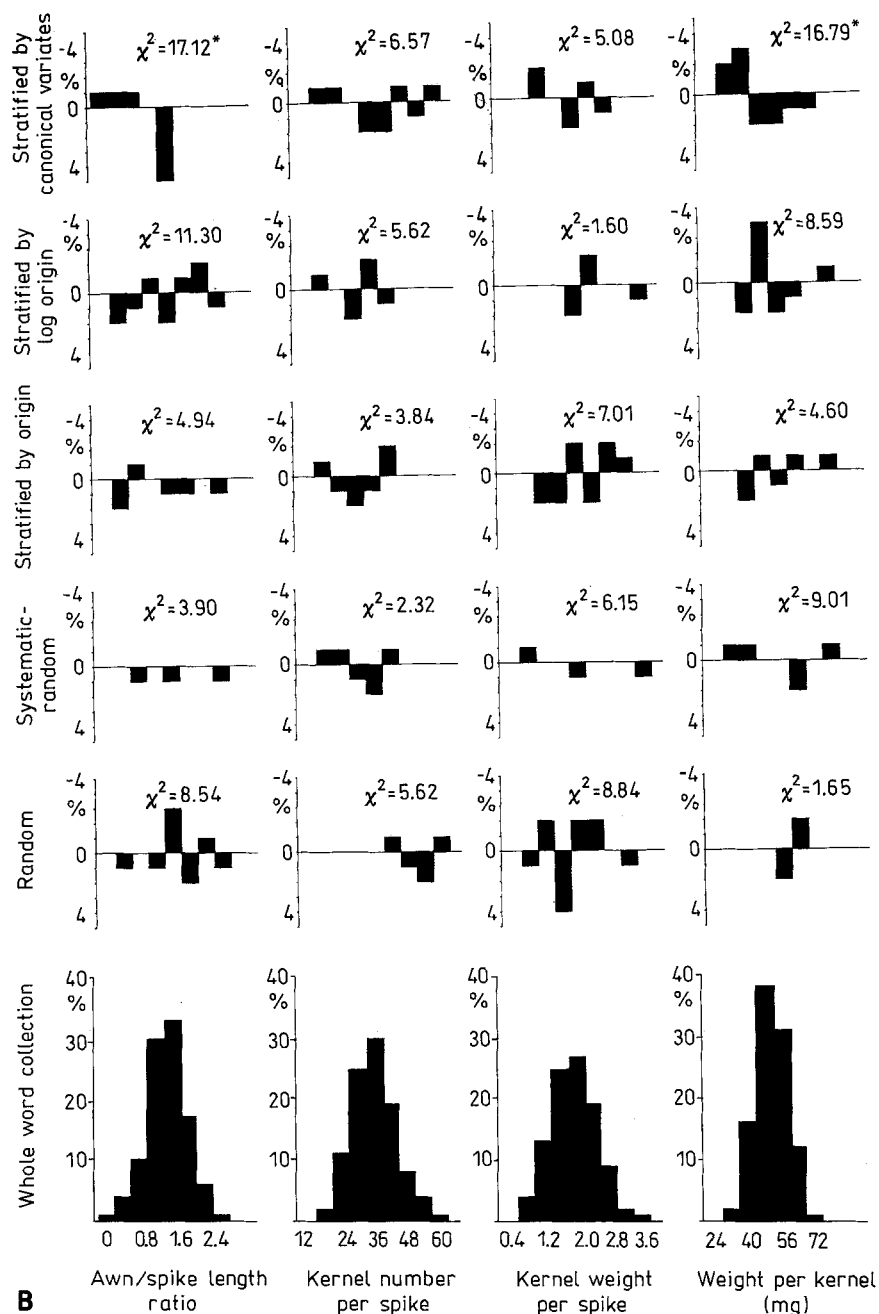 Stratified by canonical variates
-4
%
0
4
χ²=17.12*
χ²=6.57
-4
%
0
4
χ²=5.08
-4
%
0
4
χ²=16.79*
-4
%
0
4
Stratified by log origin
-4
%
0
4
χ²=11.30
-4
%
0
4
χ²=5.62
-4
%
0
4
χ²=1.60
-4
%
0
4
χ²=8.59
Stratified by origin
-4
%
0
4
χ²=4.94
-4
%
0
4
χ²=3.84
-4
%
0
4
χ²=7.01
-4
%
0
4
χ²=4.60
Systematic-random
-4
%
0
4
χ²=3.90
-4
%
0
4
χ²=2.32
-4
%
0
4
χ²=6.15
-4
%
0
4
χ²=9.01
Random
-4
%
0
4
χ²=8.54
-4
%
0
4
χ²=5.62
-4
%
0
4
χ²=8.84
-4
%
0
4
χ²=1.65
Whole word collection
40
%
30
20
10
40
%
30
20
10
40
%
30
20
10
40
%
30
20
10
0 0.8 1.6 2.4
12 24 36 48 60
0.4 1.2 2.0 2.8 3.6
24 40 56 72
B
Awn/spike length ratio
Kernel number per spike
Kernel weight per spike
Weight per kernel (mg)